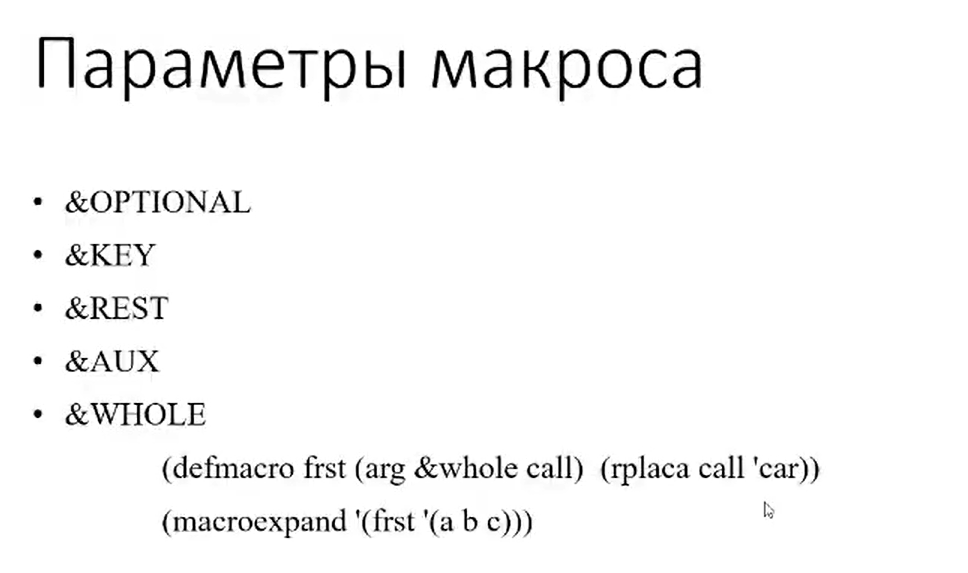 Параметры макроса
• &OPTIONAL
• &KEY
• &REST
• &AUX
• &WHOLE
(defmacro frst (arg &whole call)  (rplaca call 'car))
(macroexpand '(frst '(a b c)))